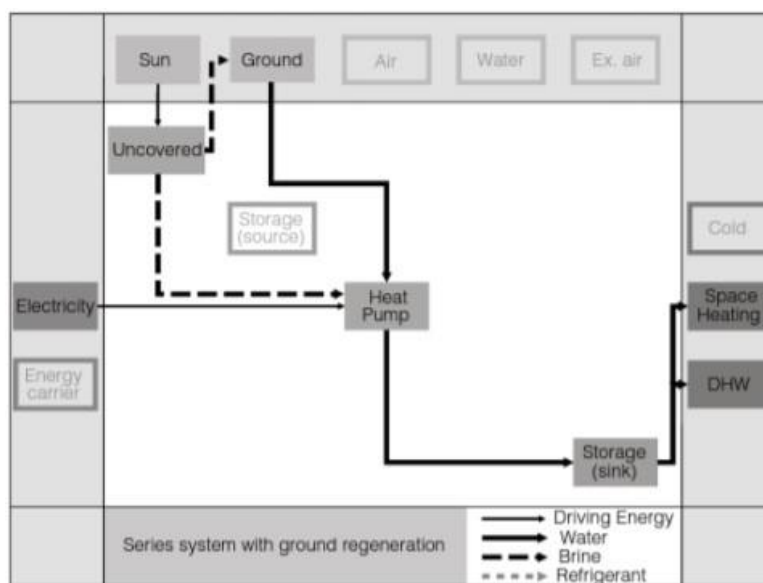 Sun
Ground
Air
Water
Ex. air
Uncovered
Storage
(source)
Cold
Electricity
Heat
Pump
Space
Heating
Energy
carrier
DHW
Storage
(sink)
Series system with ground regeneration
Driving Energy
Water
Brine
Refrigerant